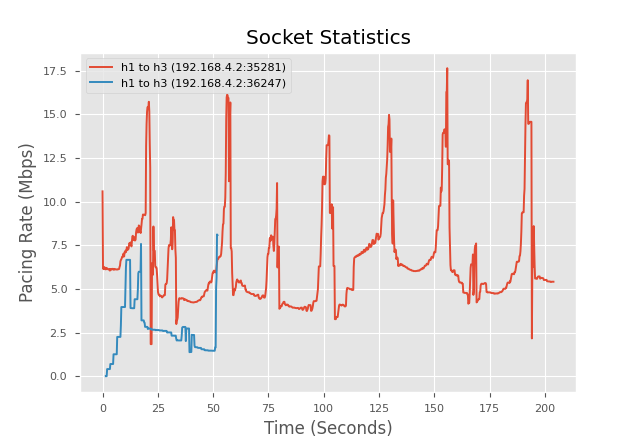 Socket Statistics
h1 to h3 (192.168.4.2:35281)
h1 to h3 (192.168.4.2:36247)
Pacing Rate (Mbps)
17.5
15.0
12.5
10.0
7.5
5.0
2.5
0.0
0 25 50 75 100 125 150 175 200
Time (Seconds)